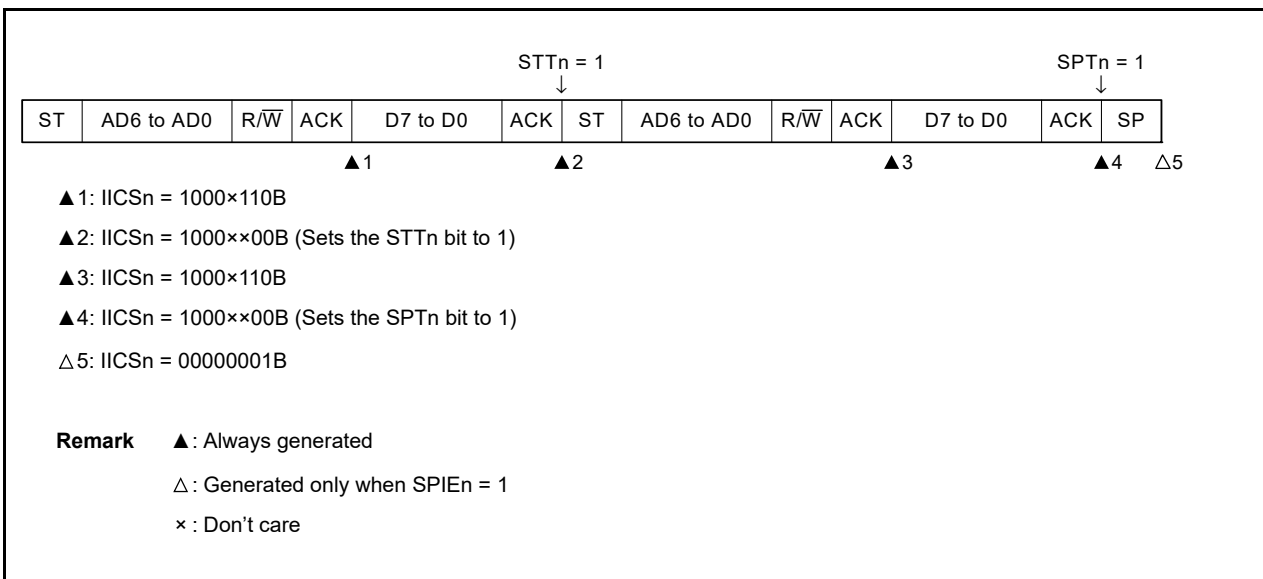 STTn = 1 SPTn = 1
↓ ↓
ST AD6 to AD0 R/W̅ ACK D7 to D0 ACK ST AD6 to AD0 R/W̅ ACK D7 to D0 ACK SP
▲1 ▲2 ▲3 ▲4 △5
▲1: IICSn = 1000×110B
▲2: IICSn = 1000××00B (Sets the STTn bit to 1)
▲3: IICSn = 1000×110B
▲4: IICSn = 1000××00B (Sets the SPTn bit to 1)
△5: IICSn = 00000001B
Remark ▲: Always generated
△: Generated only when SPIEn = 1
×: Don't care